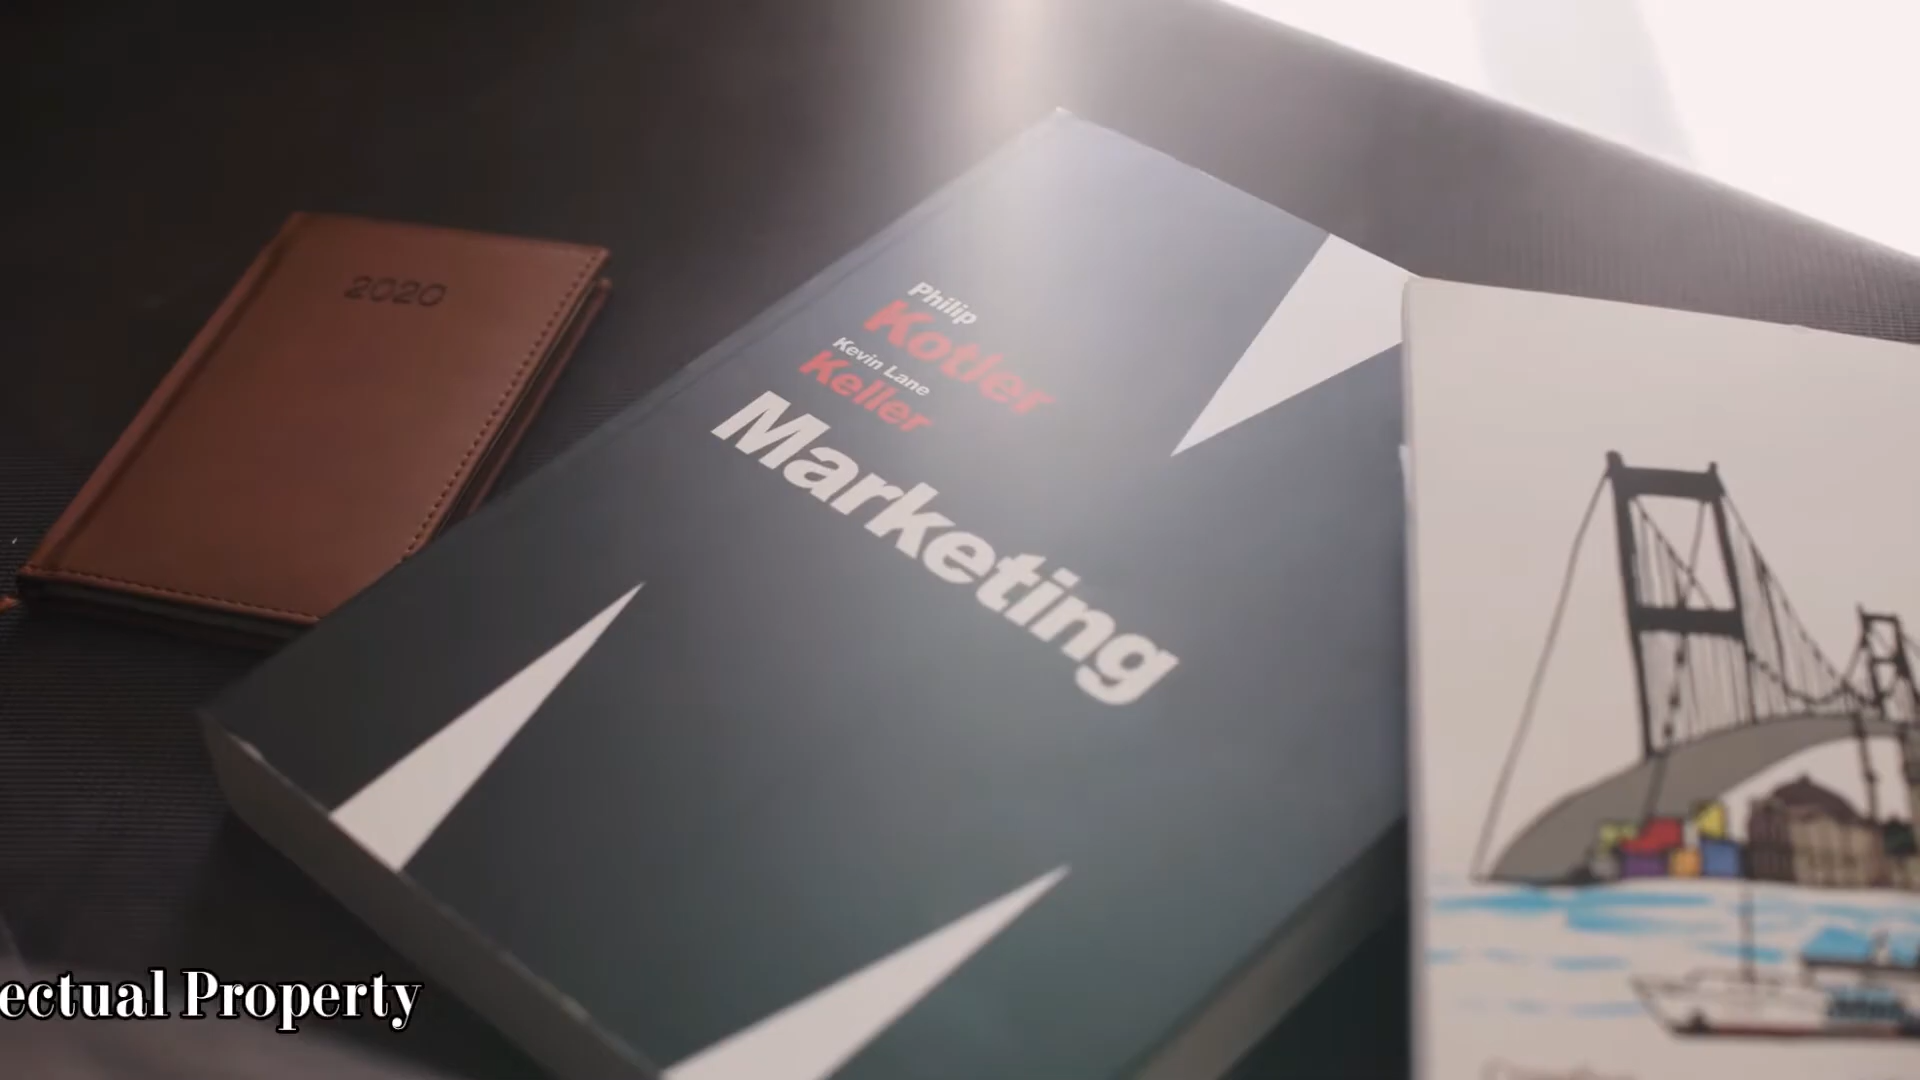 2020
Philip
Kotler
Kevin Lane
Keller
Marketing
ectual Property